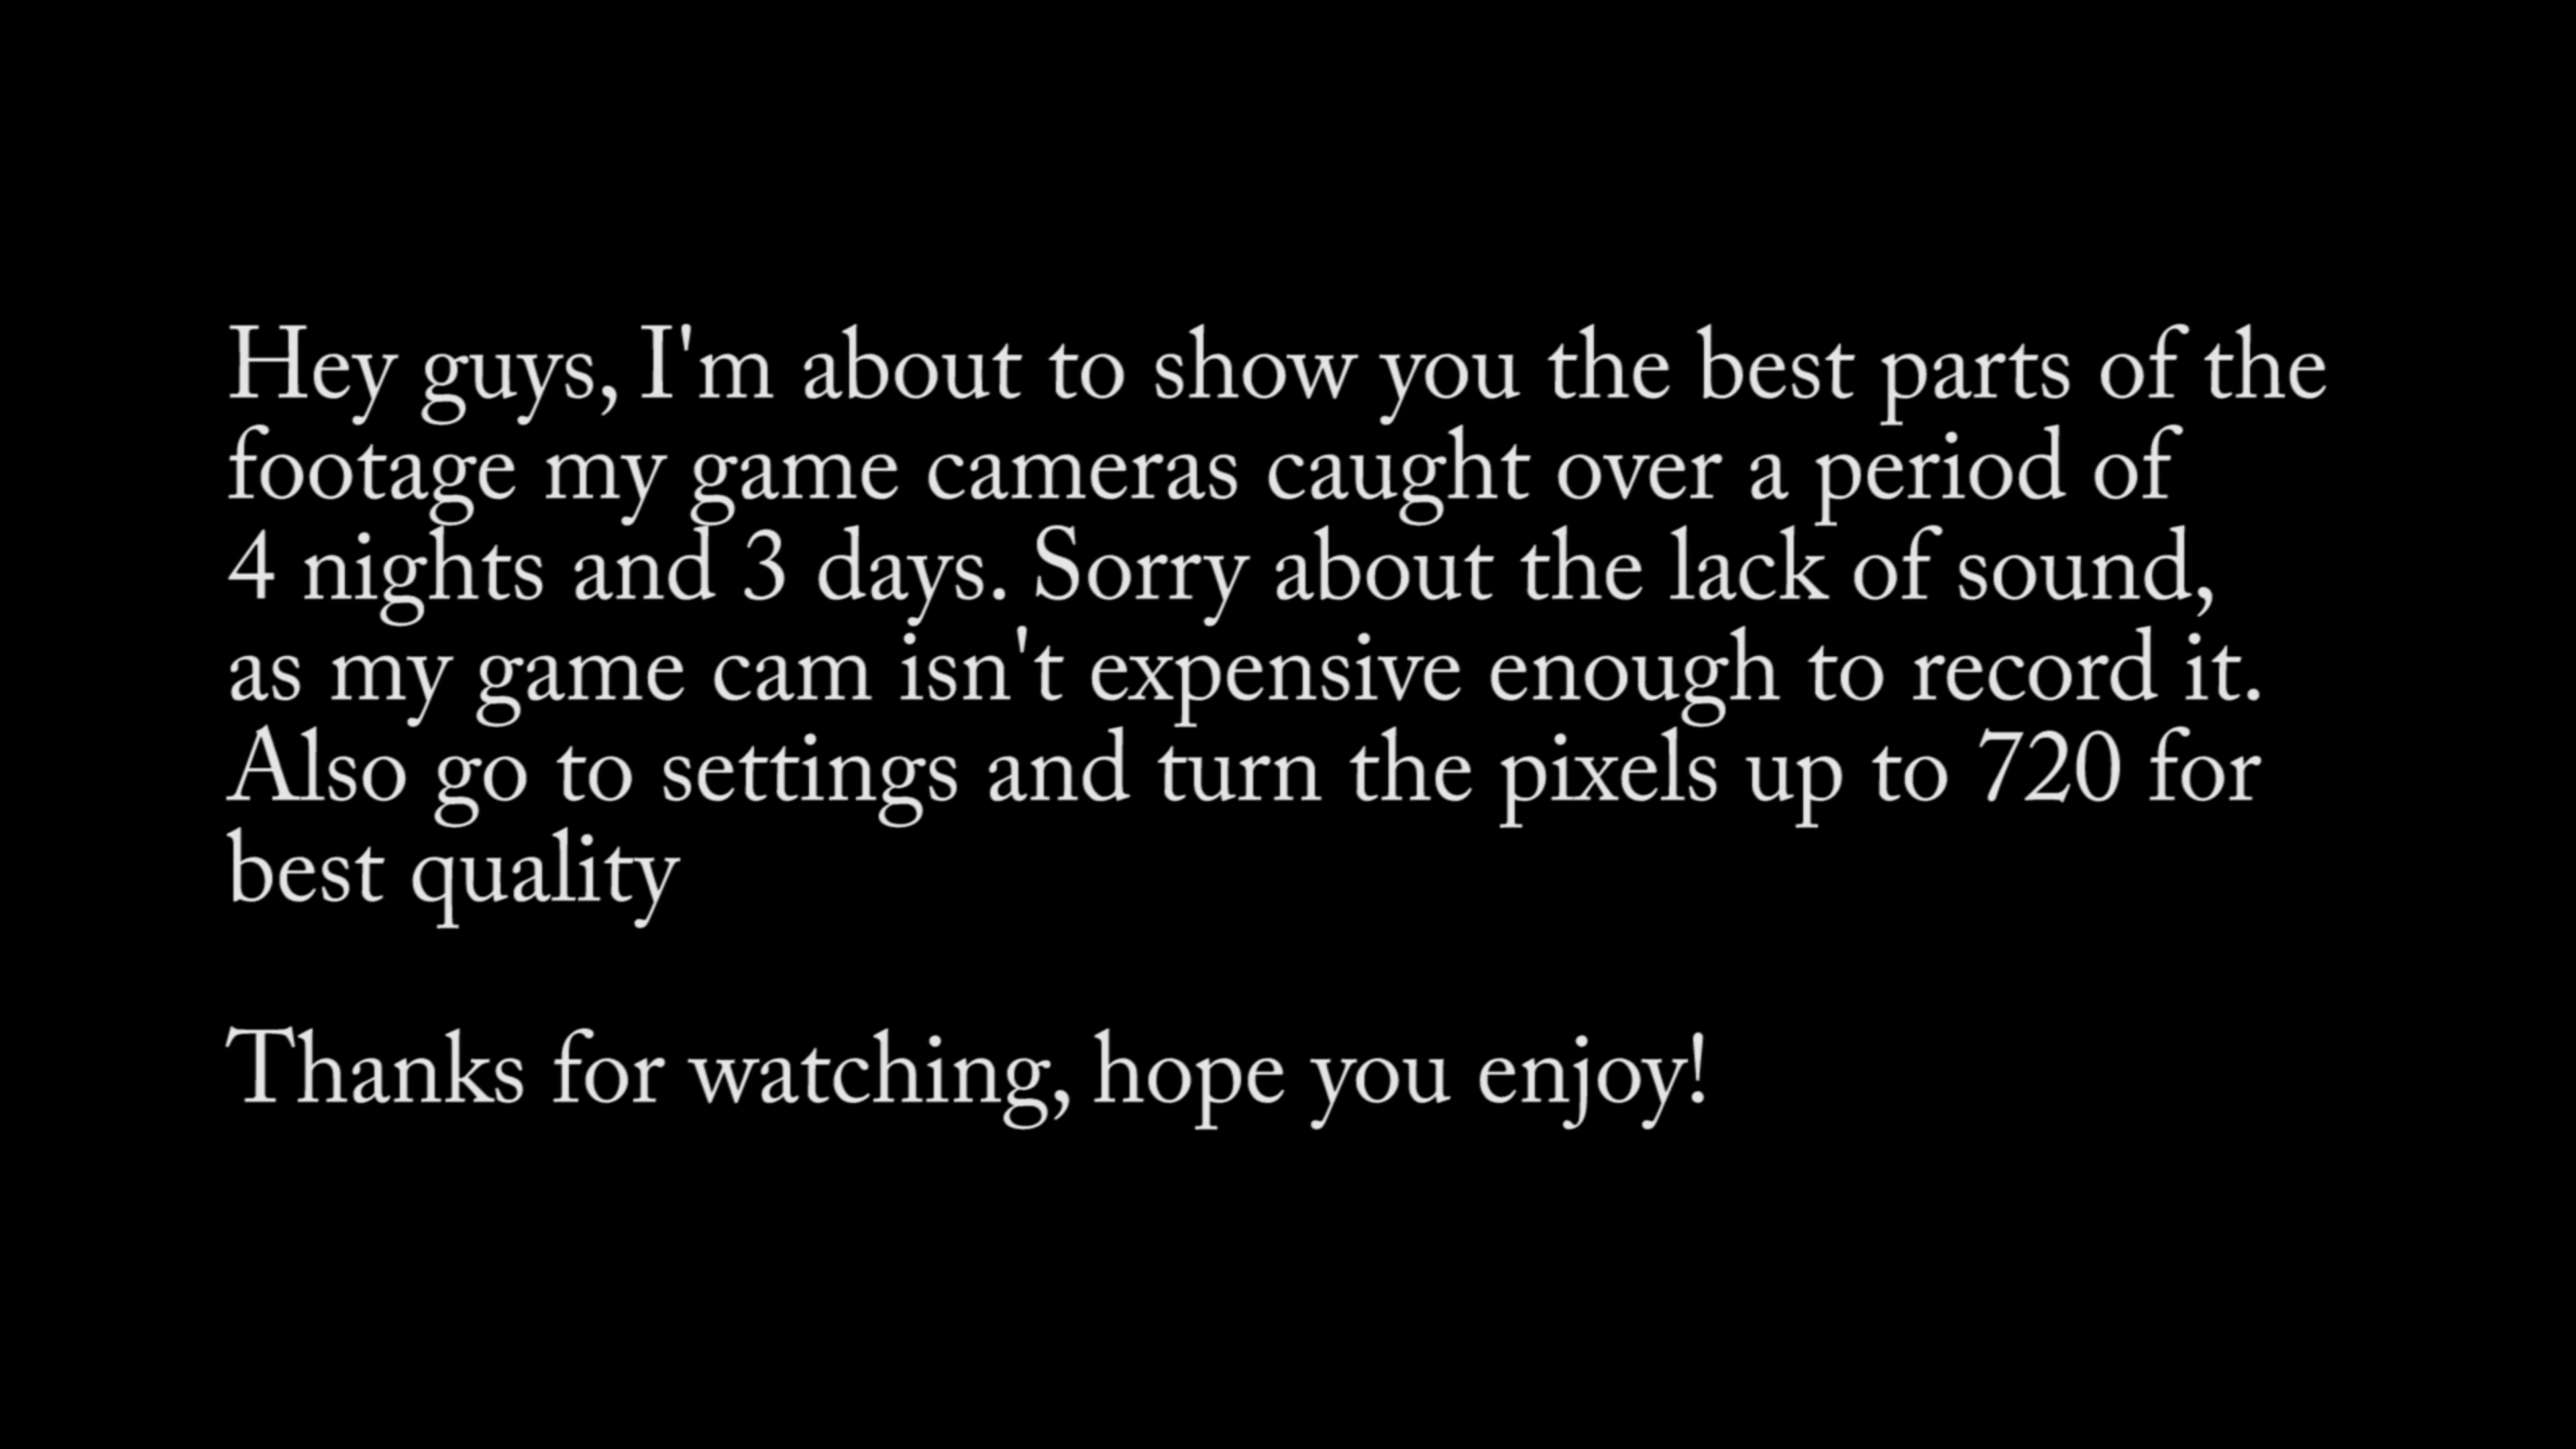 Hey guys, I'm about to show you the best parts of the
footage my game cameras caught over a period of
4 nights and 3 days. Sorry about the lack of sound,
as my game cam isn't expensive enough to record it.
Also go to settings and turn the pixels up to 720 for
best quality
Thanks for watching, hope you enjoy!